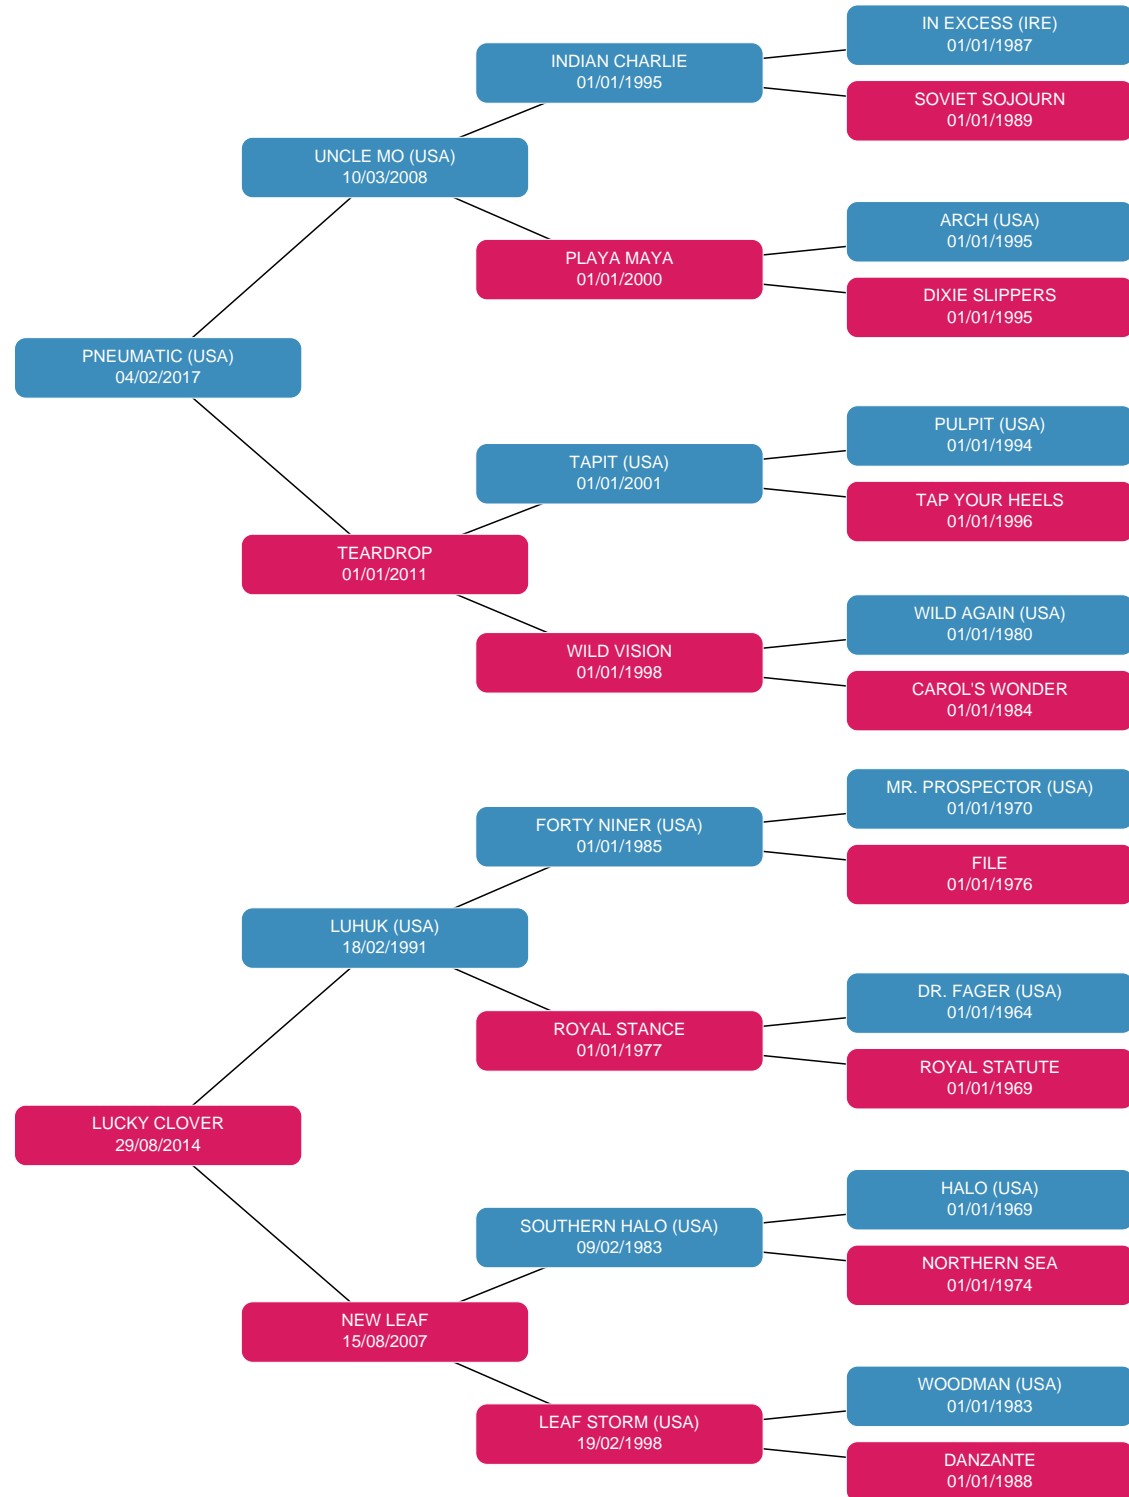 IN EXCESS (IRE)
01/01/1987
INDIAN CHARLIE
01/01/1995
SOVIET SOJOURN
01/01/1989
UNCLE MO (USA)
10/03/2008
ARCH (USA)
01/01/1995
PLAYA MAYA
01/01/2000
DIXIE SLIPPERS
01/01/1995
PNEUMATIC (USA)
04/02/2017
PULPIT (USA)
01/01/1994
TAPIT (USA)
01/01/2001
TAP YOUR HEELS
01/01/1996
TEARDROP
01/01/2011
WILD AGAIN (USA)
01/01/1980
WILD VISION
01/01/1998
CAROL'S WONDER
01/01/1984
MR. PROSPECTOR (USA)
01/01/1970
FORTY NINER (USA)
01/01/1985
FILE
01/01/1976
LUHUK (USA)
18/02/1991
DR. FAGER (USA)
01/01/1964
ROYAL STANCE
01/01/1977
ROYAL STATUTE
01/01/1969
LUCKY CLOVER
29/08/2014
HALO (USA)
01/01/1969
SOUTHERN HALO (USA)
09/02/1983
NORTHERN SEA
01/01/1974
NEW LEAF
15/08/2007
WOODMAN (USA)
01/01/1983
LEAF STORM (USA)
19/02/1998
DANZANTE
01/01/1988